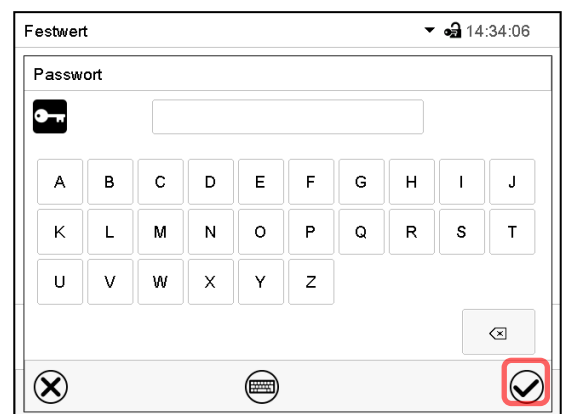 Festwert 14:34:06
Passwort
A B C D E F G H I J
K L M N O P Q R S T
U V W X Y Z